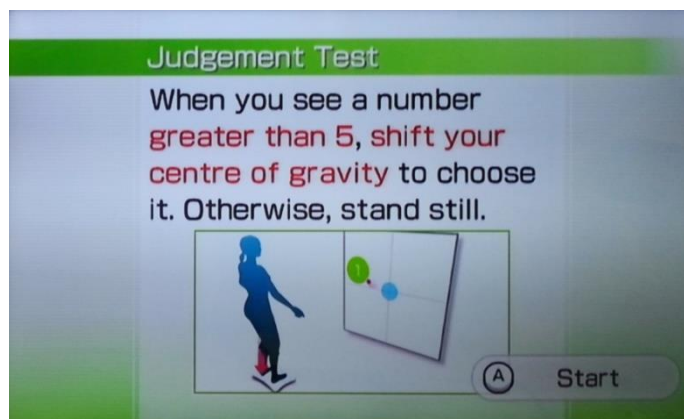 Judgement Test
When you see a number
greater than 5, shift your
centre of gravity to choose
it. Otherwise, stand still.
1
A Start